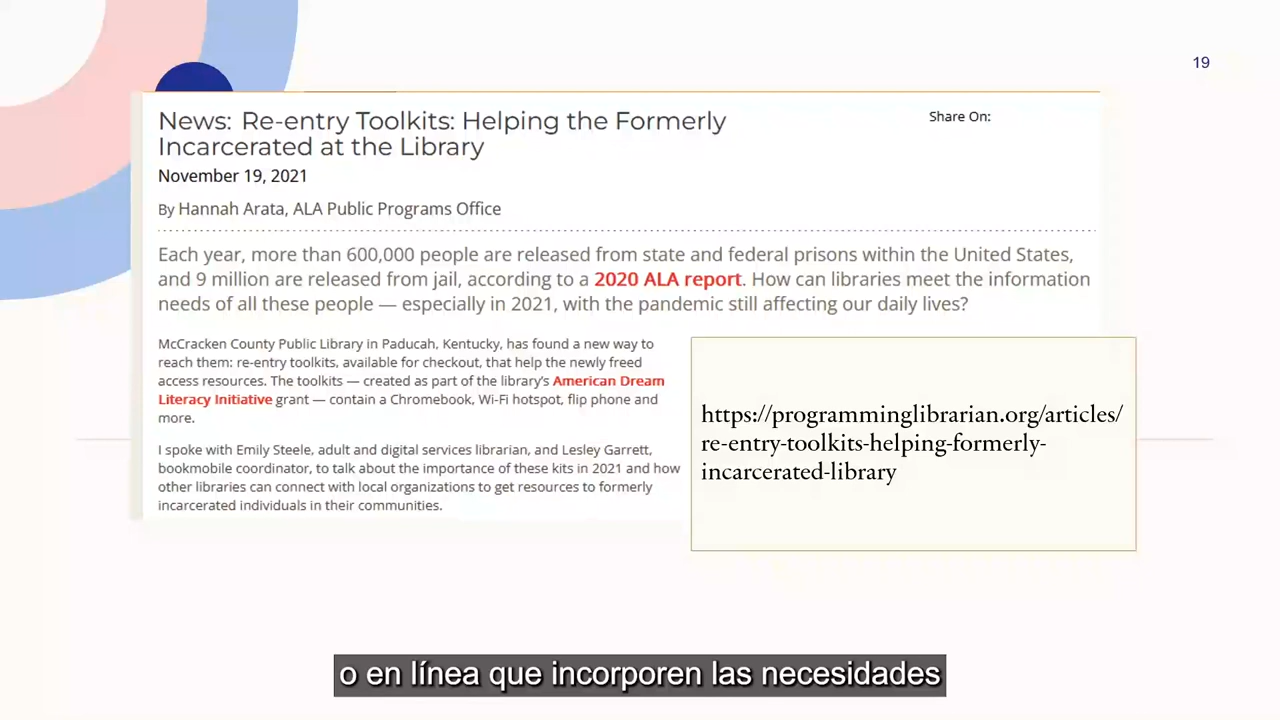 19
News: Re-entry Toolkits: Helping the Formerly
Incarcerated at the Library
Share On:
November 19, 2021
By Hannah Arata, ALA Public Programs Office
Each year, more than 600,000 people are released from state and federal prisons within the United States,
and 9 million are released from jail, according to a 2020 ALA report. How can libraries meet the information
needs of all these people — especially in 2021, with the pandemic still affecting our daily lives?
McCracken County Public Library in Paducah, Kentucky, has found a new way to
reach them: re-entry toolkits, available for checkout, that help the newly freed
access resources. The toolkits — created as part of the library's American Dream
Literacy Initiative grant — contain a Chromebook, Wi-Fi hotspot, flip phone and
more.
I spoke with Emily Steele, adult and digital services librarian, and Lesley Garrett,
bookmobile coordinator, to talk about the importance of these kits in 2021 and how
other libraries can connect with local organizations to get resources to formerly
incarcerated individuals in their communities.
https://programminglibrarian.org/articles/
re-entry-toolkits-helping-formerly-
incarcerated-library
o en línea que incorporen las necesidades